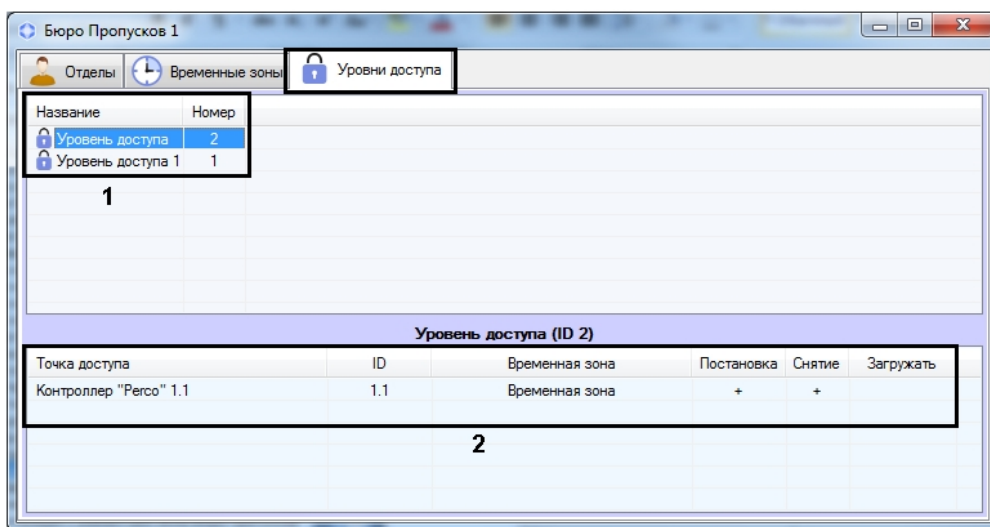 Бюро Пропусков 1
Отделы Временные зоны Уровни доступа
Название Номер
Уровень доступа 2
Уровень доступа 1 1
1
Уровень доступа (ID 2)
Точка доступа ID Временная зона Постановка Снятие Загружать
Контроллер "Perco" 1.1 1.1 Временная зона + +
2